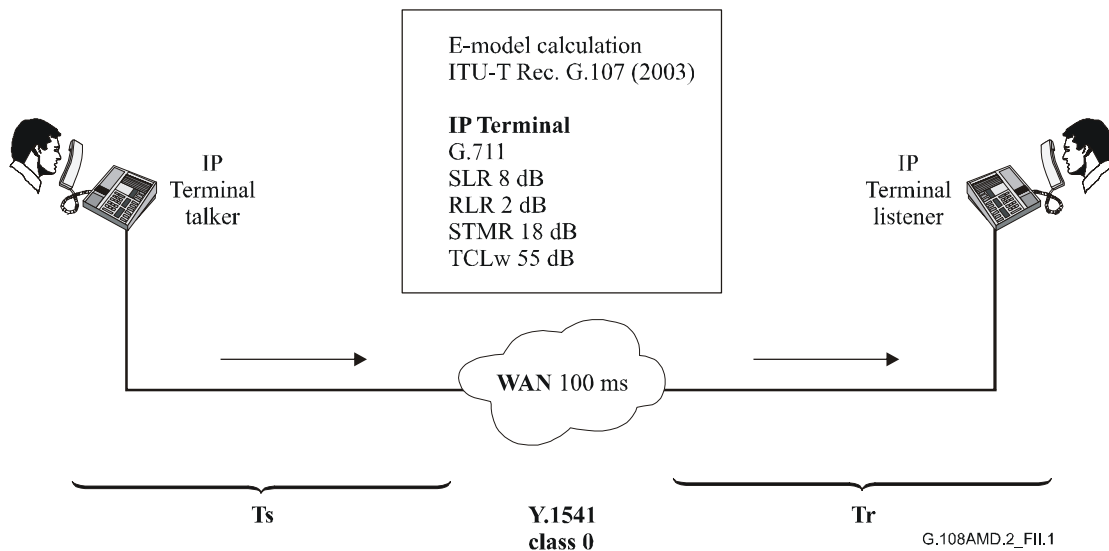 E-model calculation
ITU-T Rec. G.107 (2003)
IP Terminal
G.711
SLR 8 dB
RLR 2 dB
STMR 18 dB
TCLw 55 dB
IP
Terminal
talker
IP
Terminal
listener
WAN 100 ms
Ts
Y.1541
class 0
Tr
G.108AMD.2_FII.1